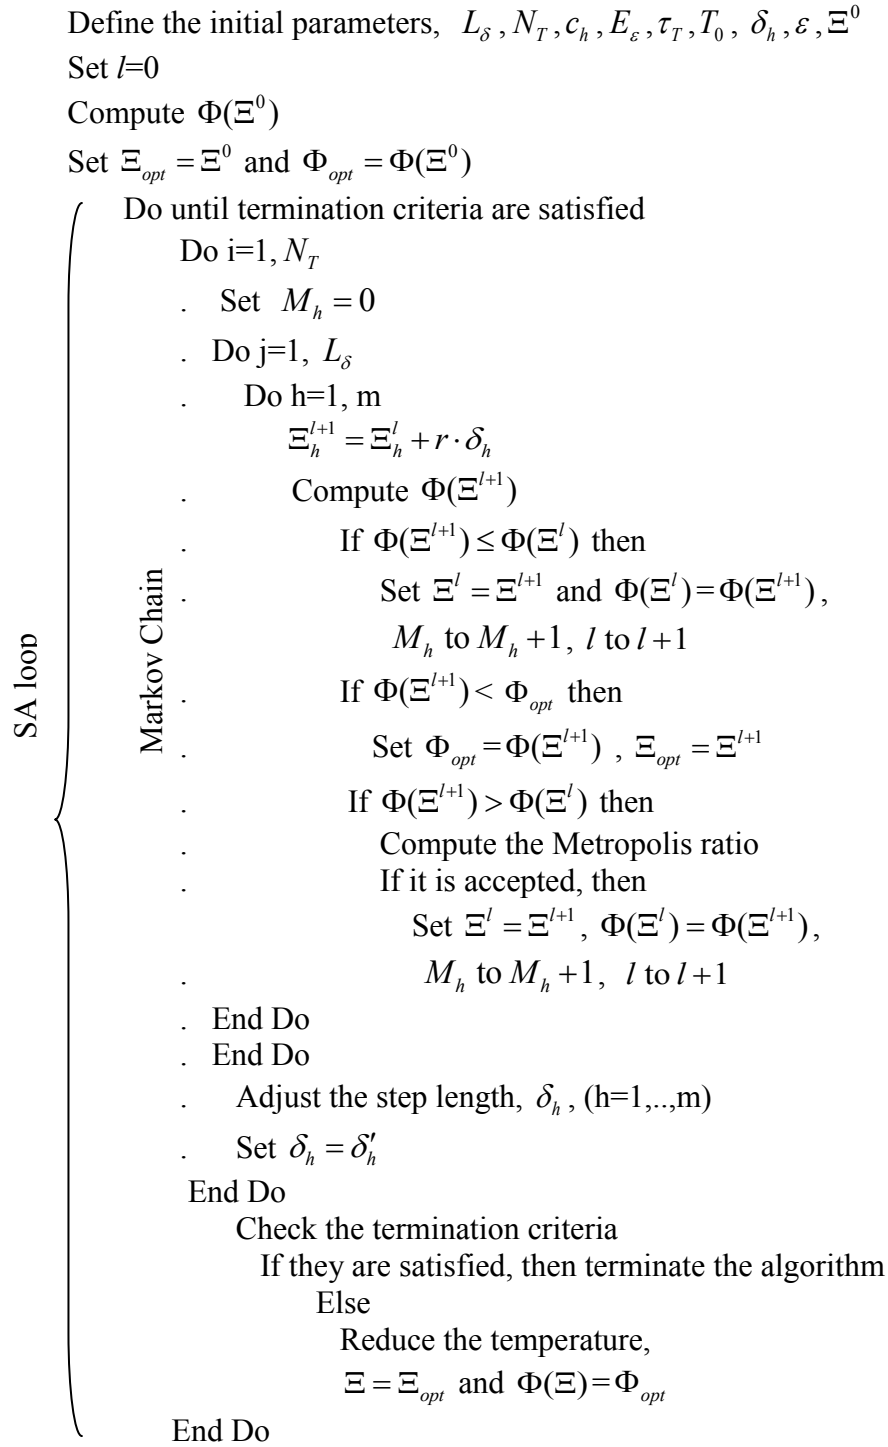 Define the initial parameters, L_δ , N_T , c_h , E_ε , τ_T , T_0 , δ_h , ε , Ξ^0
Set l=0
Compute Φ(Ξ^0)
Set Ξ_opt = Ξ^0 and Φ_opt = Φ(Ξ^0)
Do until termination criteria are satisfied
Do i=1, N_T
. Set M_h = 0
. Do j=1, L_δ
. Do h=1, m
Ξ_h^{l+1} = Ξ_h^l + r · δ_h
. Compute Φ(Ξ^{l+1})
. If Φ(Ξ^{l+1}) ≤ Φ(Ξ^l) then
. Set Ξ^l = Ξ^{l+1} and Φ(Ξ^l) = Φ(Ξ^{l+1}) ,
M_h to M_h + 1, l to l + 1
. If Φ(Ξ^{l+1}) < Φ_opt then
. Set Φ_opt = Φ(Ξ^{l+1}) , Ξ_opt = Ξ^{l+1}
. If Φ(Ξ^{l+1}) > Φ(Ξ^l) then
. Compute the Metropolis ratio
. If it is accepted, then
Set Ξ^l = Ξ^{l+1} , Φ(Ξ^l) = Φ(Ξ^{l+1}) ,
. M_h to M_h + 1, l to l + 1
. End Do
. End Do
. Adjust the step length, δ_h , (h=1,..,m)
. Set δ_h = δ′_h
End Do
Check the termination criteria
If they are satisfied, then terminate the algorithm
Else
Reduce the temperature,
Ξ = Ξ_opt and Φ(Ξ) = Φ_opt
End Do
SA loop
Markov Chain